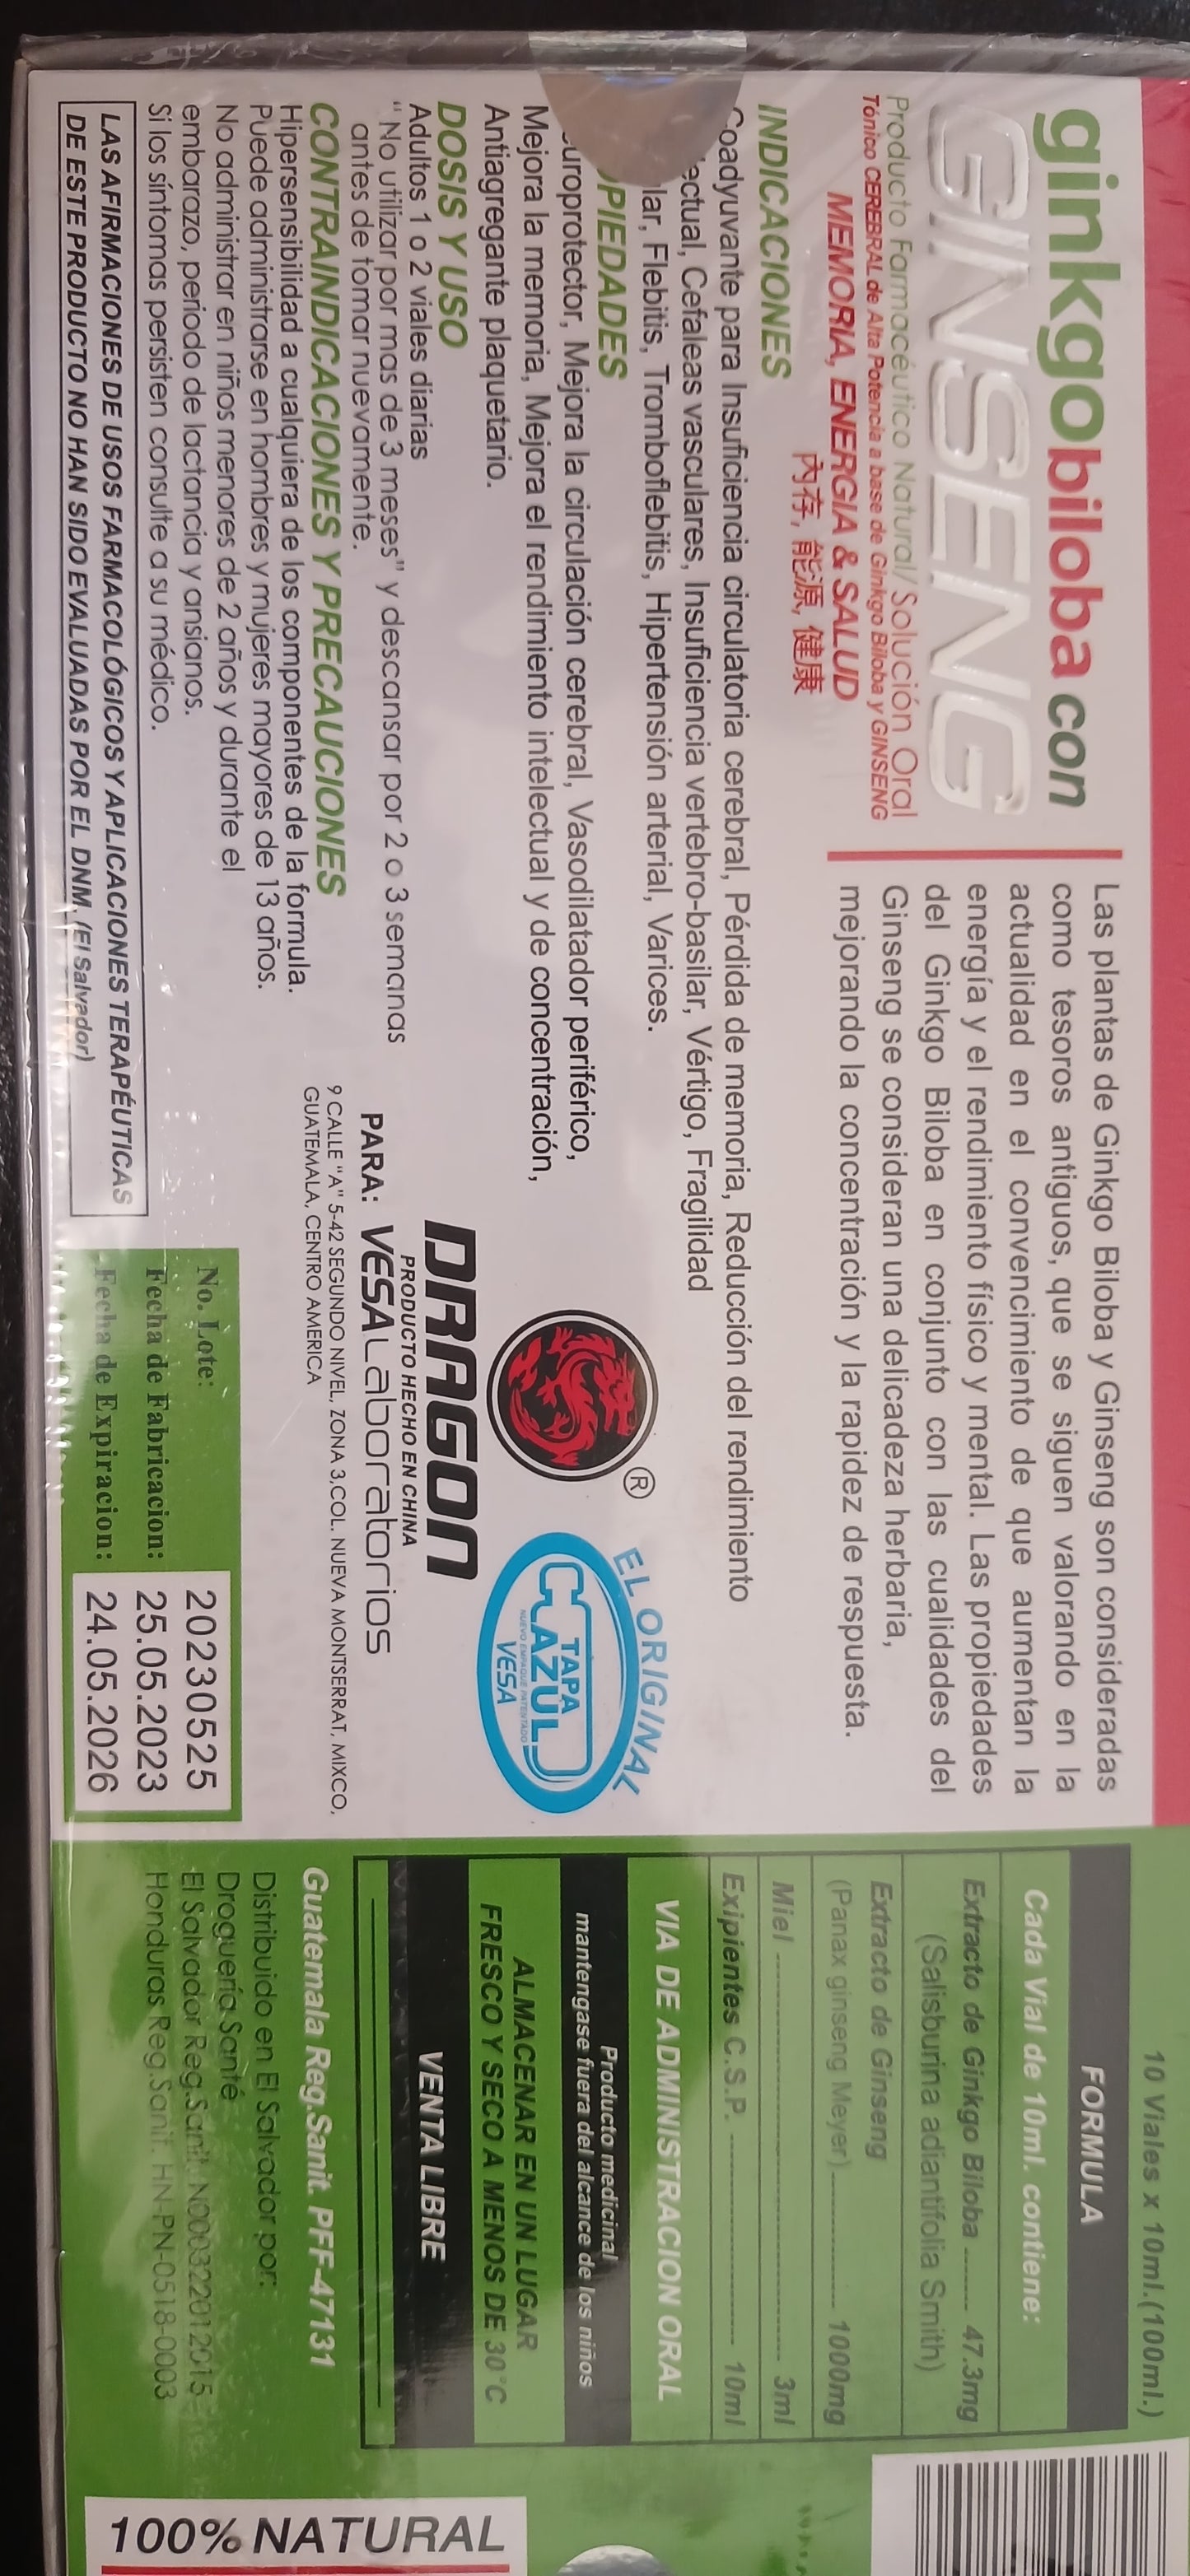 ginkgobiloba con
GINSENG
Producto Farmacéutico Natural/ Solución Oral
Tónico CEREBRAL de Alta Potencia a base de Ginkgo Biloba y GINSENG
MEMORIA, ENERGIA & SALUD
內存, 能源, 健康
Las plantas de Ginkgo Biloba y Ginseng son consideradas
como tesoros antiguos, que se siguen valorando en la
actualidad en el convencimiento de que aumentan la
energía y el rendimiento físico y mental. Las propiedades
del Ginkgo Biloba en conjunto con las cualidades del
Ginseng se consideran una delicadeza herbaria,
mejorando la concentración y la rapidez de respuesta.
INDICACIONES
Coadyuvante para Insuficiencia circulatoria cerebral, Pérdida de memoria, Reducción del rendimiento
ectual, Cefaleas vasculares, Insuficiencia vertebro-basilar, Vértigo, Fragilidad
lar, Flebitis, Tromboflebitis, Hipertensión arterial, Varices.
PIEDADES
europrotector, Mejora la circulación cerebral, Vasodilatador periférico,
Mejora la memoria, Mejora el rendimiento intelectual y de concentración,
Antiagregante plaquetario.
DOSIS Y USO
Adultos 1 o 2 viales diarias
"No utilizar por mas de 3 meses" y descansar por 2 o 3 semanas
antes de tomar nuevamente.
CONTRAINDICACIONES Y PRECAUCIONES
Hipersensibilidad a cualquiera de los componentes de la formula.
Puede administrarse en hombres y mujeres mayores de 13 años.
No administrar en niños menores de 2 años y durante el
embarazo, periodo de lactancia y ansianos.
Si los síntomas persisten consulte a su médico.
LAS AFIRMACIONES DE USOS FARMACOLÓGICOS Y APLICACIONES TERAPÉUTICAS
DE ESTE PRODUCTO NO HAN SIDO EVALUADAS POR EL DNM. (El Salvador)
®
DRAGON
PRODUCTO HECHO EN CHINA
PARA: VESA Laboratorios
9 CALLE "A" 5-42 SEGUNDO NIVEL, ZONA 3,COL. NUEVA MONTSERRAT, MIXCO,
GUATEMALA, CENTRO AMERICA
EL ORIGINAL
TAPA
AZUL
NUEVO EMPAQUE PATENTADO
VESA
No. Lote: 20230525
Fecha de Fabricacion: 25.05.2023
Fecha de Expiracion: 24.05.2026
10 Viales x 10ml.(100ml.)
FORMULA
Cada Vial de 10ml. contiene:
Extracto de Ginkgo Biloba ------- 47.3mg
(Salisburina adiantifolia Smith)
Extracto de Ginseng
(Panax ginseng Meyer)------------- 1000mg
Miel ---------------------------------- 3ml
Exipientes C.S.P. --------------------- 10ml
VIA DE ADMINISTRACION ORAL
Producto medicinal
mantengase fuera del alcance de los niños
ALMACENAR EN UN LUGAR
FRESCO Y SECO A MENOS DE 30°C
VENTA LIBRE
Guatemala Reg.Sanit. PFF-47131
Distribuido en El Salvador por:
Droguería Santé
El Salvador Reg.Sanit. N000322012015
Honduras Reg.Sanit. HN-PN-0518-0003
100% NATURAL